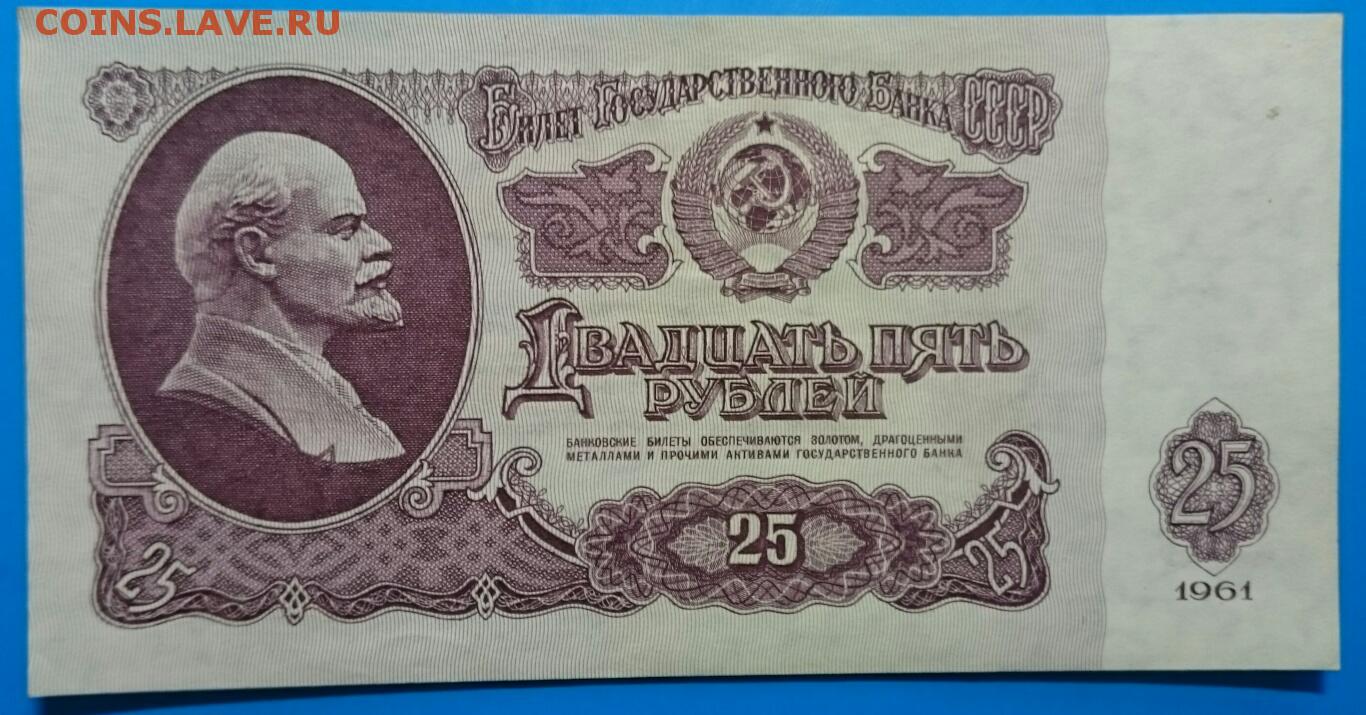 COINS.LAVE.RU
Билет Государственного Банка СССР
Двадцать пять
рублей
БАНКОВСКИЕ БИЛЕТЫ ОБЕСПЕЧИВАЮТСЯ ЗОЛОТОМ, ДРАГОЦЕННЫМИ
МЕТАЛЛАМИ И ПРОЧИМИ АКТИВАМИ ГОСУДАРСТВЕННОГО БАНКА
25
25
25
25
1961